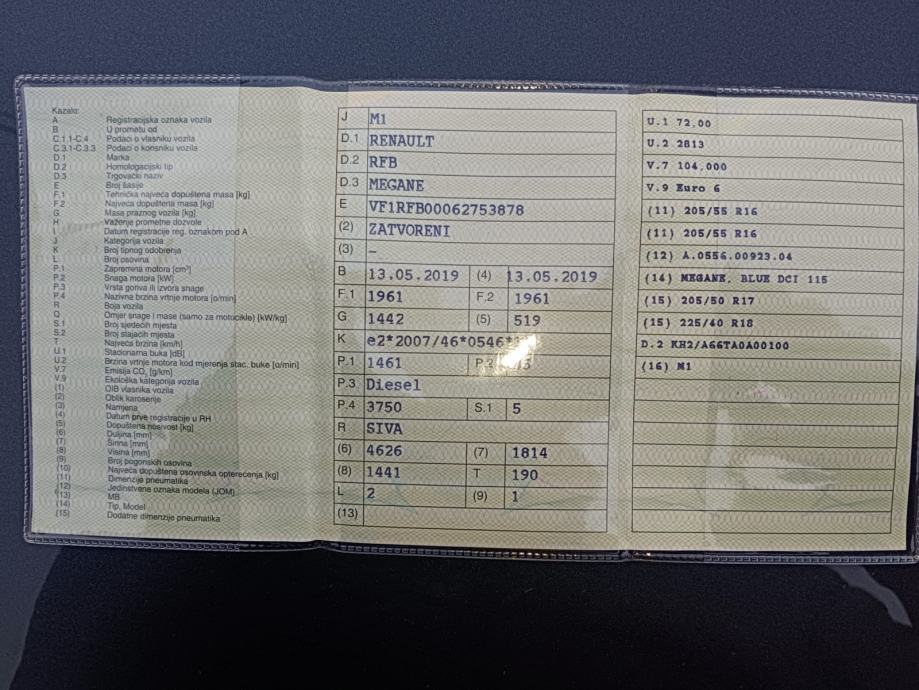 Kazalo:
A Registracijska oznaka vozila
B U prometu od
C.1.1-C.4 Podaci o vlasniku vozila
C.3.1-C.3.3 Podaci o korisniku vozila
D.1 Marka
D.2 Homologacijski tip
D.3 Trgovački naziv
E Broj šasije
F.1 Tehnička najveća dopuštena masa [kg]
F.2 Najveća dopuštena masa [kg]
G Masa praznog vozila [kg]
H Važenje prometne dozvole
I Datum registracije reg. oznakom pod A
J Kategorija vozila
K Broj tipnog odobrenja
L Broj osovina
P.1 Zapremina motora [cm³]
P.2 Snaga motora [kW]
P.3 Vrsta goriva ili izvora snage
P.4 Nazivna brzina vrtnje motora [o/min]
R Boja vozila
Q Omjer snage i mase (samo za motocikle) [kW/kg]
S.1 Broj sjedećih mjesta
S.2 Broj stajaćih mjesta
T Najveća brzina [km/h]
U.1 Stacionarna buka [dB]
U.2 Brzina vrtnje motora kod mjerenja stac. buke [o/min]
V.7 Emisija CO₂ [g/km]
V.9 Ekološka kategorija vozila
(1) OIB vlasnika vozila
(2) Oblik karoserije
(3) Namjena
(4) Datum prve registracije u RH
(5) Dopuštena nosivost [kg]
(6) Duljina [mm]
(7) Širina [mm]
(8) Visina [mm]
(9) Broj pogonskih osovina
(10) Najveća dopuštena osovinska opterećenja [kg]
(11) Dimenzije pneumatika
(12) Jedinstvena oznaka modela (JOM)
(13) MB
(14) Tip, Model
(15) Dodatne dimenzije pneumatika
J M1
D.1 RENAULT
D.2 RFB
D.3 MEGANE
E VF1RFB00062753878
(2) ZATVORENI
(3) –
B 13.05.2019 (4) 13.05.2019
F.1 1961 F.2 1961
G 1442 (5) 519
K e2*2007/46*0546*
P.1 1461 P.2
P.3 Diesel
P.4 3750 S.1 5
R SIVA
(6) 4626 (7) 1814
(8) 1441 T 190
L 2 (9) 1
(13)
U.1 72,00
U.2 2813
V.7 104,000
V.9 Euro 6
(11) 205/55 R16
(11) 205/55 R16
(12) A.0556.00923.04
(14) MEGANE, BLUE DCI 115
(15) 205/50 R17
(15) 225/40 R18
D.2 KH2/A66TA0A00100
(16) M1